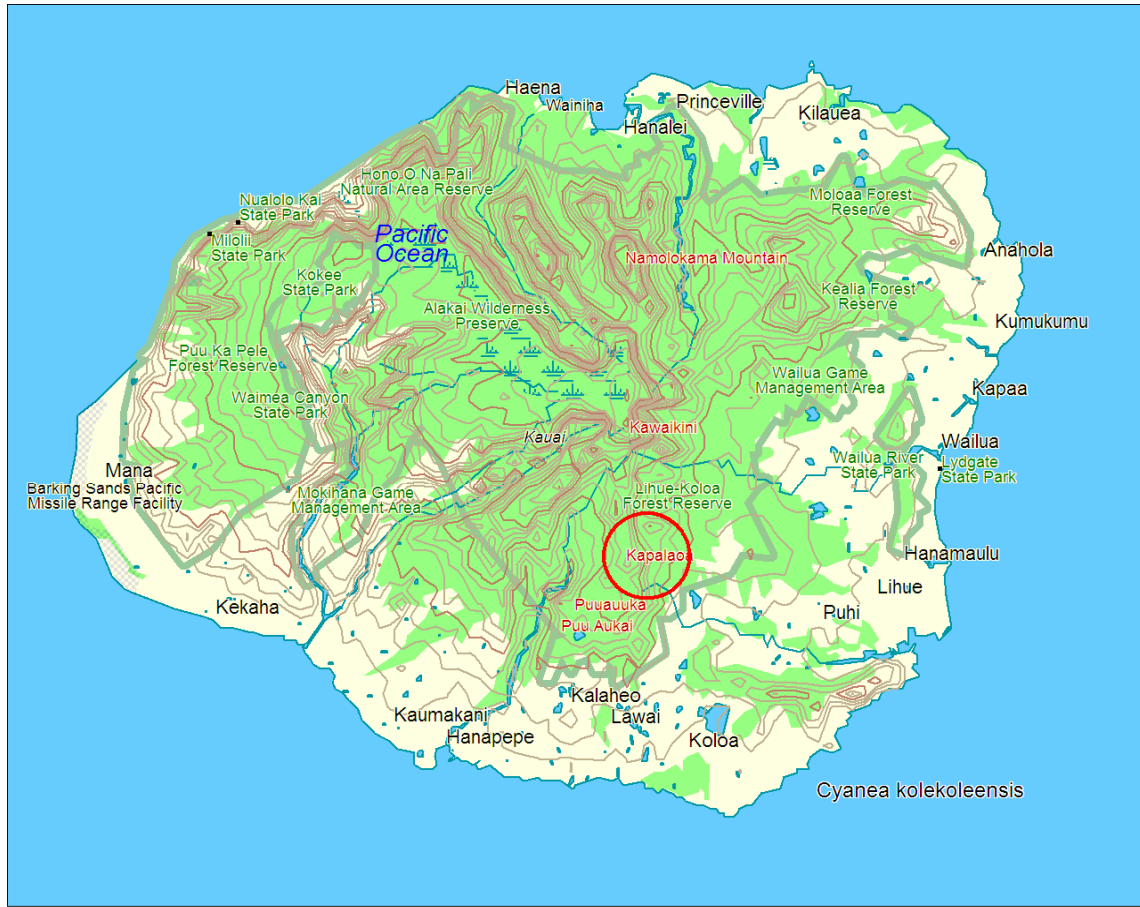 Haena
Wainiha
Princeville
Hanalei
Kilauea
Hono O Na Pali
Natural Area Reserve
Moloaa Forest
Reserve
Nualolo Kai
State Park
Milolii
State Park
Pacific
Ocean
Kokee
State Park
Namolokama Mountain
Anahola
Kealia Forest
Reserve
Alakai Wilderness
Preserve
Kumukumu
Puu Ka Pele
Forest Reserve
Waimea Canyon
State Park
Wailua Game
Management Area
Kapaa
Kawaikini
Kauai
Wailua
Wailua River
State Park
Lydgate
State Park
Mana
Barking Sands Pacific
Missile Range Facility
Mokihana Game
Management Area
Lihue-Koloa
Forest Reserve
Kapalaoa
Hanamaulu
Lihue
Kekaha
Puuauuka
Puu Aukai
Puhi
Kalaheo
Kaumakani
Lawai
Hanapepe
Koloa
Cyanea kolekoleensis